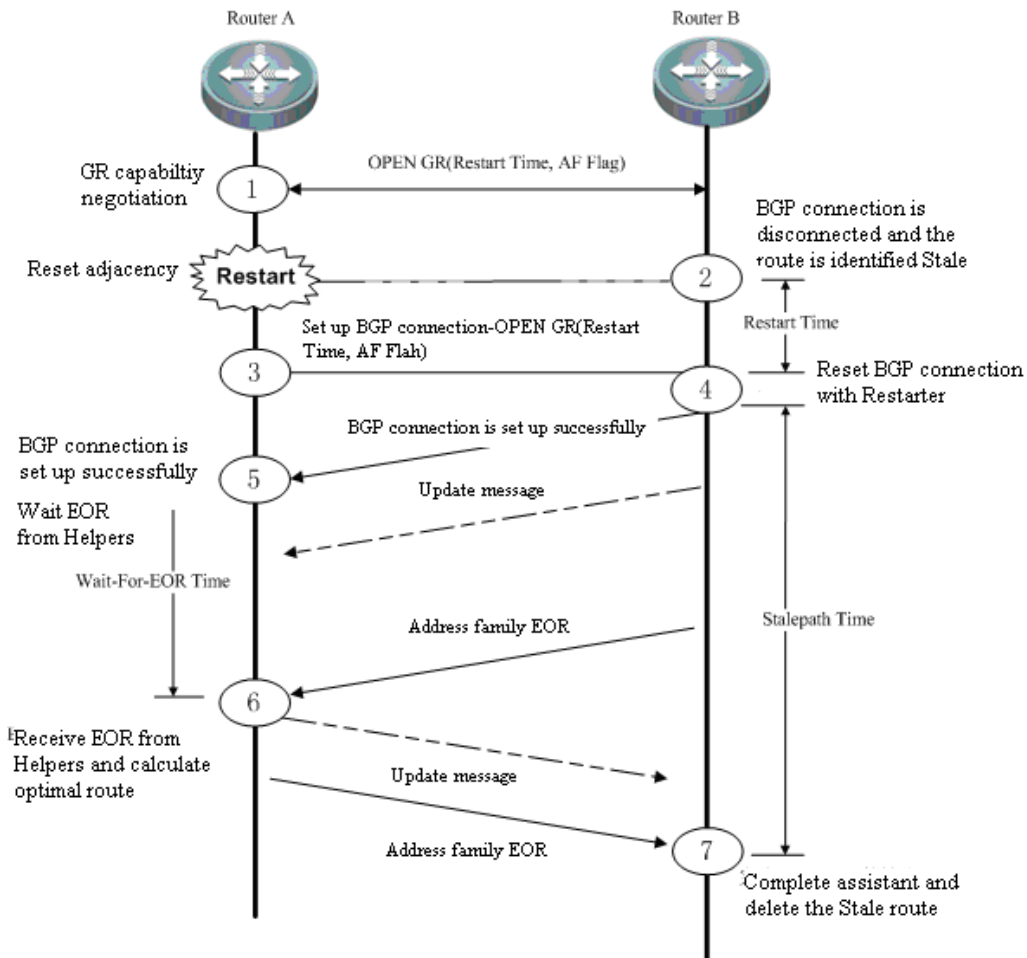 Router A
Router B
GR capabiltiy
negotiation
1
OPEN GR(Restart Time, AF Flag)
BGP connection is
disconnected and the
route is identified Stale
Reset adjacency
Restart
2
Restart Time
Set up BGP connection-OPEN GR(Restart
Time, AF Flah)
3
4
Reset BGP connection
with Restarter
BGP connection is set up successfully
BGP connection is
set up successfully
5
Update message
Wait EOR
from Helpers
Wait-For-EOR Time
Stalepath Time
Address family EOR
6
Receive EOR from
Helpers and calculate
optimal route
Update message
Address family EOR
7
Complete assistant and
delete the Stale route